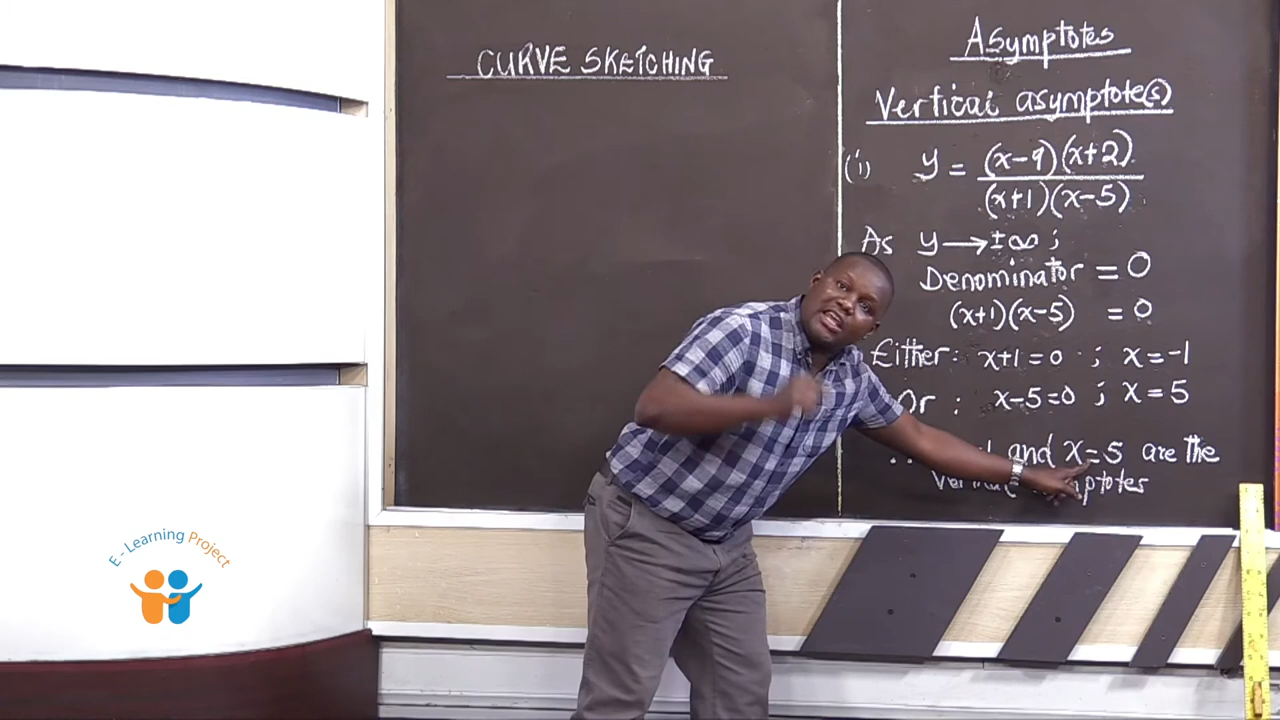 CURVE SKETCHING
Asymptotes
Vertical asymptote(s)
(i) y = (x-9)(x+2)
(x+1)(x-5)
As y → ±∞ ;
Denominator = 0
(x+1)(x-5) = 0
Either: x+1=0 ; x=-1
Or : x-5=0 ; x=5
∴ and x=5 are the
E - Learning Project